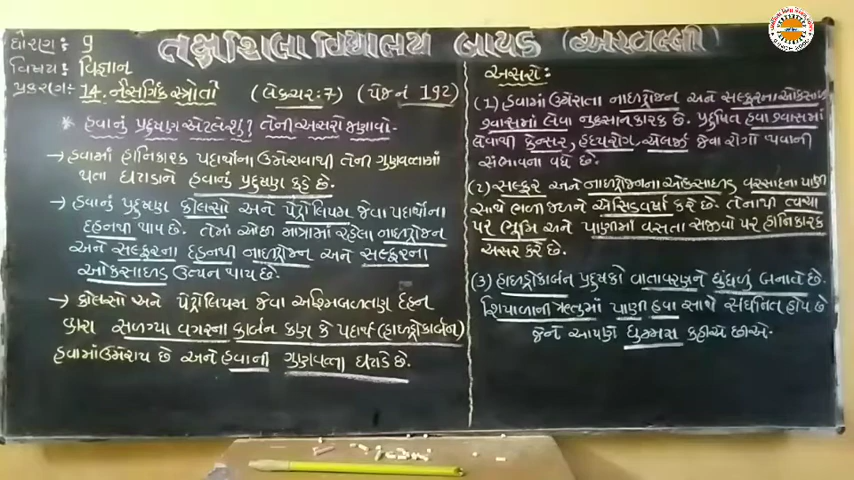 ધોરણ : 9
તક્ષશિલા વિદ્યાલય બાયડ (અરવલ્લી)
વિષય: વિજ્ઞાન
પ્રકરણ: 14. નૈસર્ગિક સ્ત્રોતો (લેક્ચર: 7) (પેજ નં 192)
* હવાનું પ્રદૂષણ એટલે શું? તેની અસરો જણાવો.
→ હવામાં હાનિકારક પદાર્થોના ઉમેરાવાથી તેની ગુણવત્તામાં
થતા ઘટાડાને હવાનું પ્રદૂષણ કહે છે.
→ હવાનું પ્રદૂષણ કોલસો અને પેટ્રોલિયમ જેવા પદાર્થોના
દહનથી થાય છે. તેમાં ઓછી માત્રામાં રહેલા નાઇટ્રોજન
અને સલ્ફરના દહનથી નાઇટ્રોજન અને સલ્ફરના
ઓક્સાઇડ ઉત્પન્ન થાય છે.
→ કોલસો અને પેટ્રોલિયમ જેવા અશ્મિબળતણ દહન
દ્વારા સળગ્યા વગરના કાર્બન કણ કે પદાર્થ (હાઇડ્રોકાર્બન)
હવામાં ઉમેરાય છે અને હવાની ગુણવત્તા ઘટાડે છે.
અસરો:
(1) હવામાં ઉમેરાતા નાઇટ્રોજન અને સલ્ફરના ઓક્સાઇડ
શ્વાસમાં લેવા નુકસાનકારક છે. પ્રદૂષિત હવા શ્વાસમાં
લેવાથી કેન્સર, હૃદયરોગ, એલર્જી જેવા રોગો થવાની
સંભાવના વધે છે.
(2) સલ્ફર અને નાઇટ્રોજનના ઓક્સાઇડ વરસાદના પાણી
સાથે ભળી જઇને એસિડવર્ષા કરે છે. તેનાથી ત્વચા
પર ભૂમિ અને પાણીમાં વસતા સજીવો પર હાનિકારક
અસર કરે છે.
(3) હાઇડ્રોકાર્બન પ્રદૂષકો વાતાવરણને ધુંધળું બનાવે છે.
શિયાળાની ઋતુમાં પાણી હવા સાથે સંઘનિત હોય છે
જેને આપણે ધુમ્મસ કહીએ છીએ.